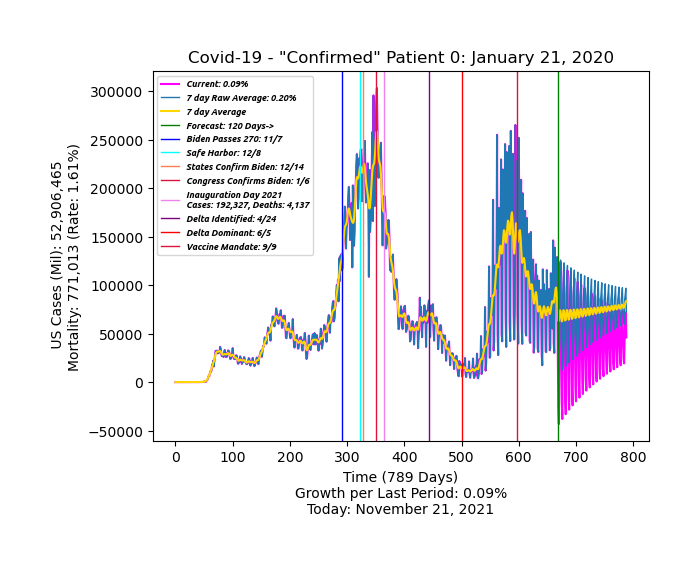 Covid-19 - "Confirmed" Patient 0: January 21, 2020
US Cases (Mil): 52,906,465
Mortality: 771,013 (Rate: 1.61%)
300000
250000
200000
150000
100000
50000
0
−50000
Current: 0.09%
7 day Raw Average: 0.20%
7 day Average
Forecast: 120 Days->
Biden Passes 270: 11/7
Safe Harbor: 12/8
States Confirm Biden: 12/14
Congress Confirms Biden: 1/6
Inauguration Day 2021
Cases: 192,327, Deaths: 4,137
Delta Identified: 4/24
Delta Dominant: 6/5
Vaccine Mandate: 9/9
0 100 200 300 400 500 600 700 800
Time (789 Days)
Growth per Last Period: 0.09%
Today: November 21, 2021